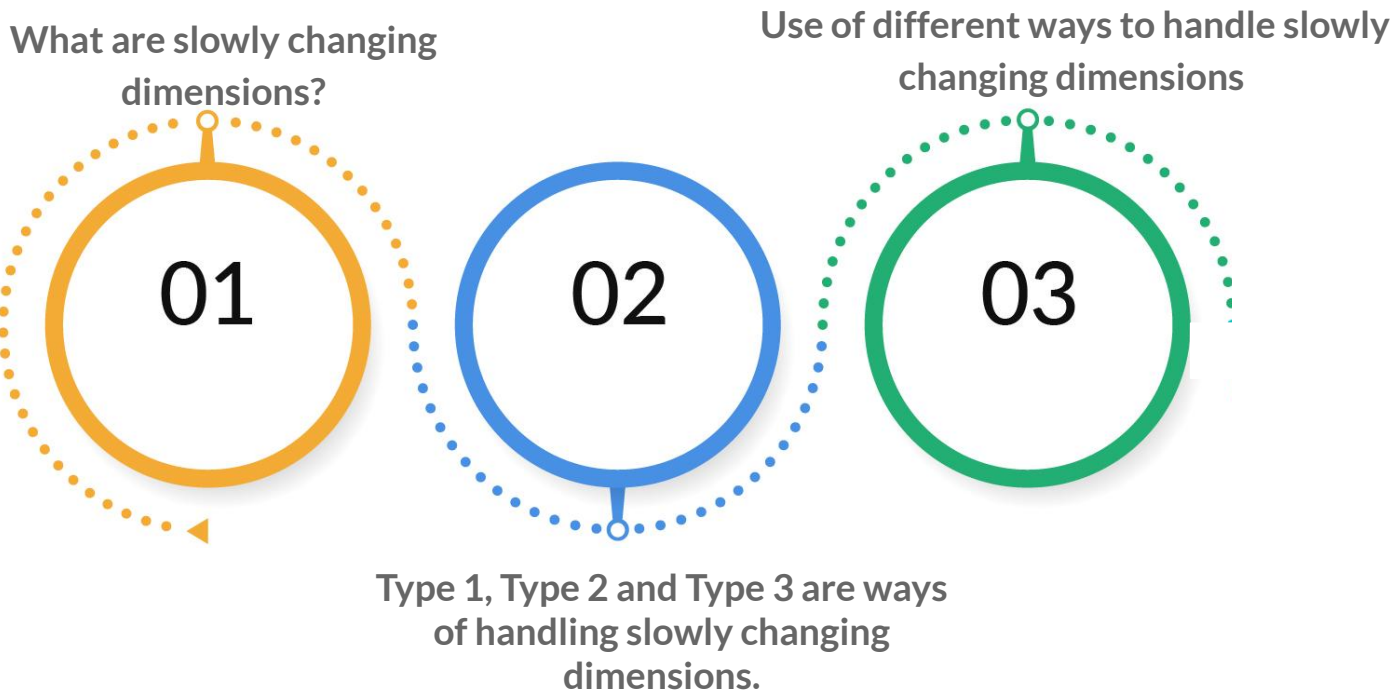 What are slowly changing
dimensions?
01
02
Type 1, Type 2 and Type 3 are ways
of handling slowly changing
dimensions.
Use of different ways to handle slowly
changing dimensions
03